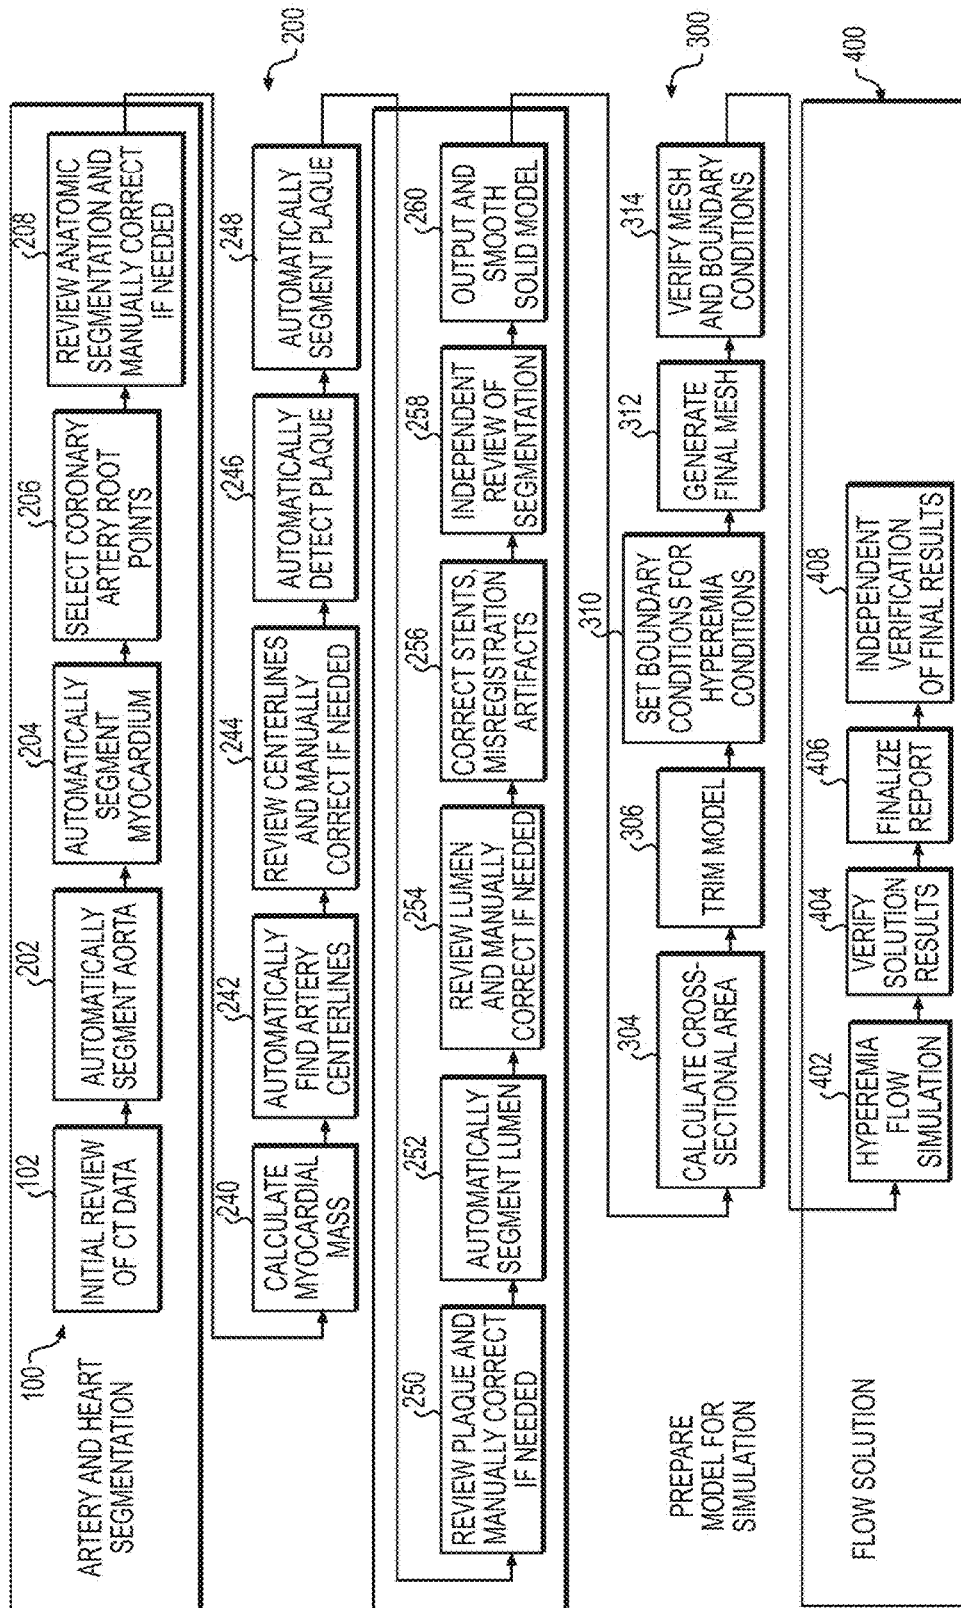 ARTERY AND HEART
SEGMENTATION
100
102
INITIAL REVIEW
OF CT DATA
202
AUTOMATICALLY
SEGMENT AORTA
204
AUTOMATICALLY
SEGMENT
MYOCARDIUM
206
SELECT CORONARY
ARTERY ROOT
POINTS
208
REVIEW ANATOMIC
SEGMENTATION AND
MANUALLY CORRECT
IF NEEDED
200
240
CALCULATE
MYOCARDIAL
MASS
242
AUTOMATICALLY
FIND ARTERY
CENTERLINES
244
REVIEW CENTERLINES
AND MANUALLY
CORRECT IF NEEDED
246
AUTOMATICALLY
DETECT PLAQUE
248
AUTOMATICALLY
SEGMENT PLAQUE
250
REVIEW PLAQUE AND
MANUALLY CORRECT
IF NEEDED
252
AUTOMATICALLY
SEGMENT LUMEN
254
REVIEW LUMEN
AND MANUALLY
CORRECT IF NEEDED
256
CORRECT STENTS,
MISREGISTRATION,
ARTIFACTS
258
INDEPENDENT
REVIEW OF
SEGMENTATION
260
OUTPUT AND
SMOOTH
SOLID MODEL
PREPARE
MODEL FOR
SIMULATION
300
304
CALCULATE CROSS-
SECTIONAL AREA
306
TRIM MODEL
310
SET BOUNDARY
CONDITIONS FOR
HYPEREMIA
CONDITIONS
312
GENERATE
FINAL MESH
314
VERIFY MESH
AND BOUNDARY
CONDITIONS
FLOW SOLUTION
400
402
HYPEREMIA
FLOW
SIMULATION
404
VERIFY
SOLUTION
RESULTS
406
FINALIZE
REPORT
408
INDEPENDENT
VERIFICATION
OF FINAL RESULTS